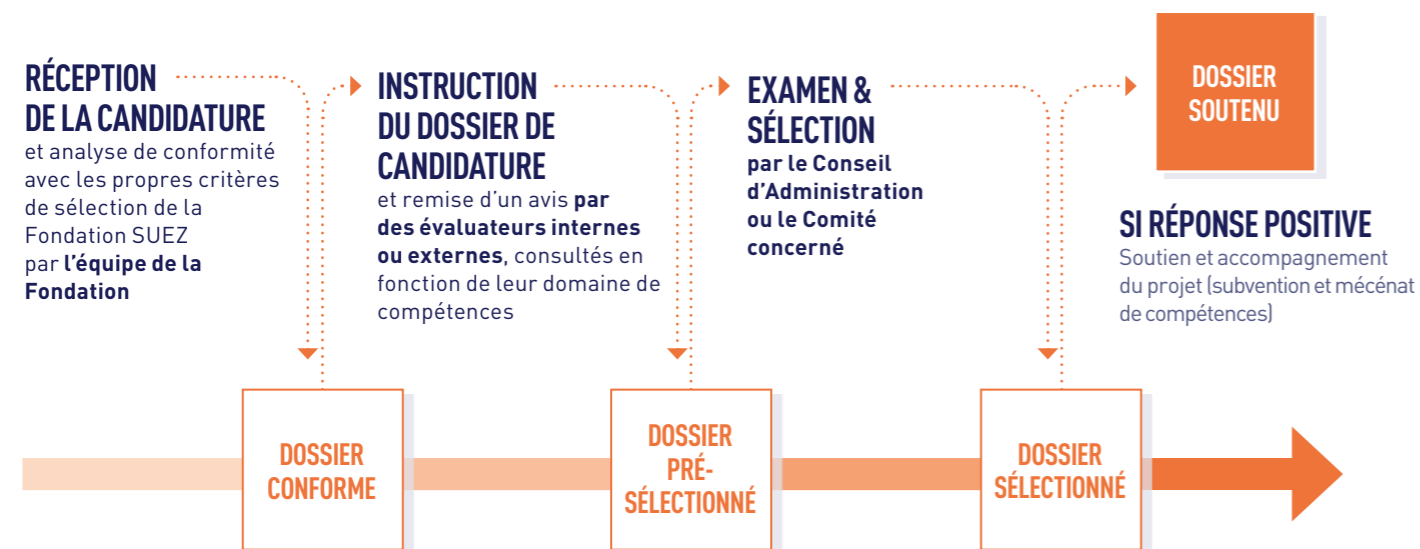 RÉCEPTION
DE LA CANDIDATURE
et analyse de conformité
avec les propres critères
de sélection de la
Fondation SUEZ
par l’équipe de la
Fondation
INSTRUCTION
DU DOSSIER DE
CANDIDATURE
et remise d’un avis par
des évaluateurs internes
ou externes, consultés en
fonction de leur domaine de
compétences
EXAMEN &
SÉLECTION
par le Conseil
d’Administration
ou le Comité
concerné
DOSSIER
SOUTENU
SI RÉPONSE POSITIVE
Soutien et accompagnement
du projet (subvention et mécénat
de compétences)
DOSSIER
CONFORME
DOSSIER
PRÉ-
SÉLECTIONNÉ
DOSSIER
SÉLECTIONNÉ